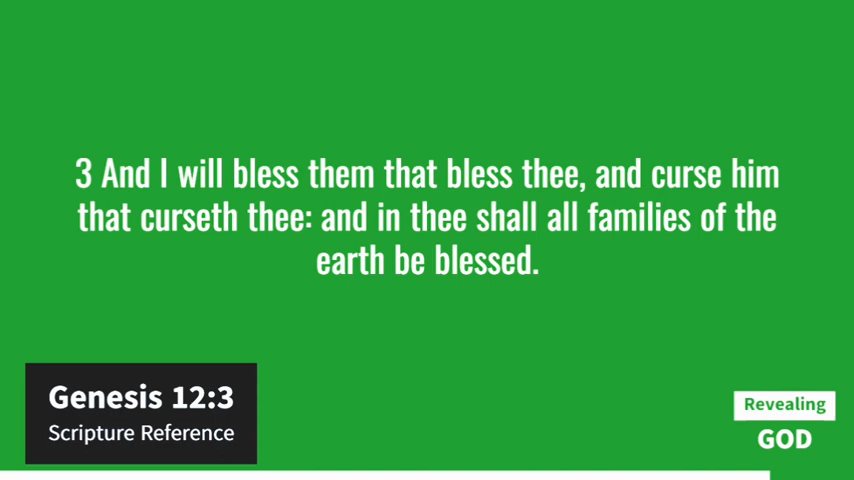 3 And I will bless them that bless thee, and curse him
that curseth thee: and in thee shall all families of the
earth be blessed.
Genesis 12:3
Scripture Reference
Revealing
GOD